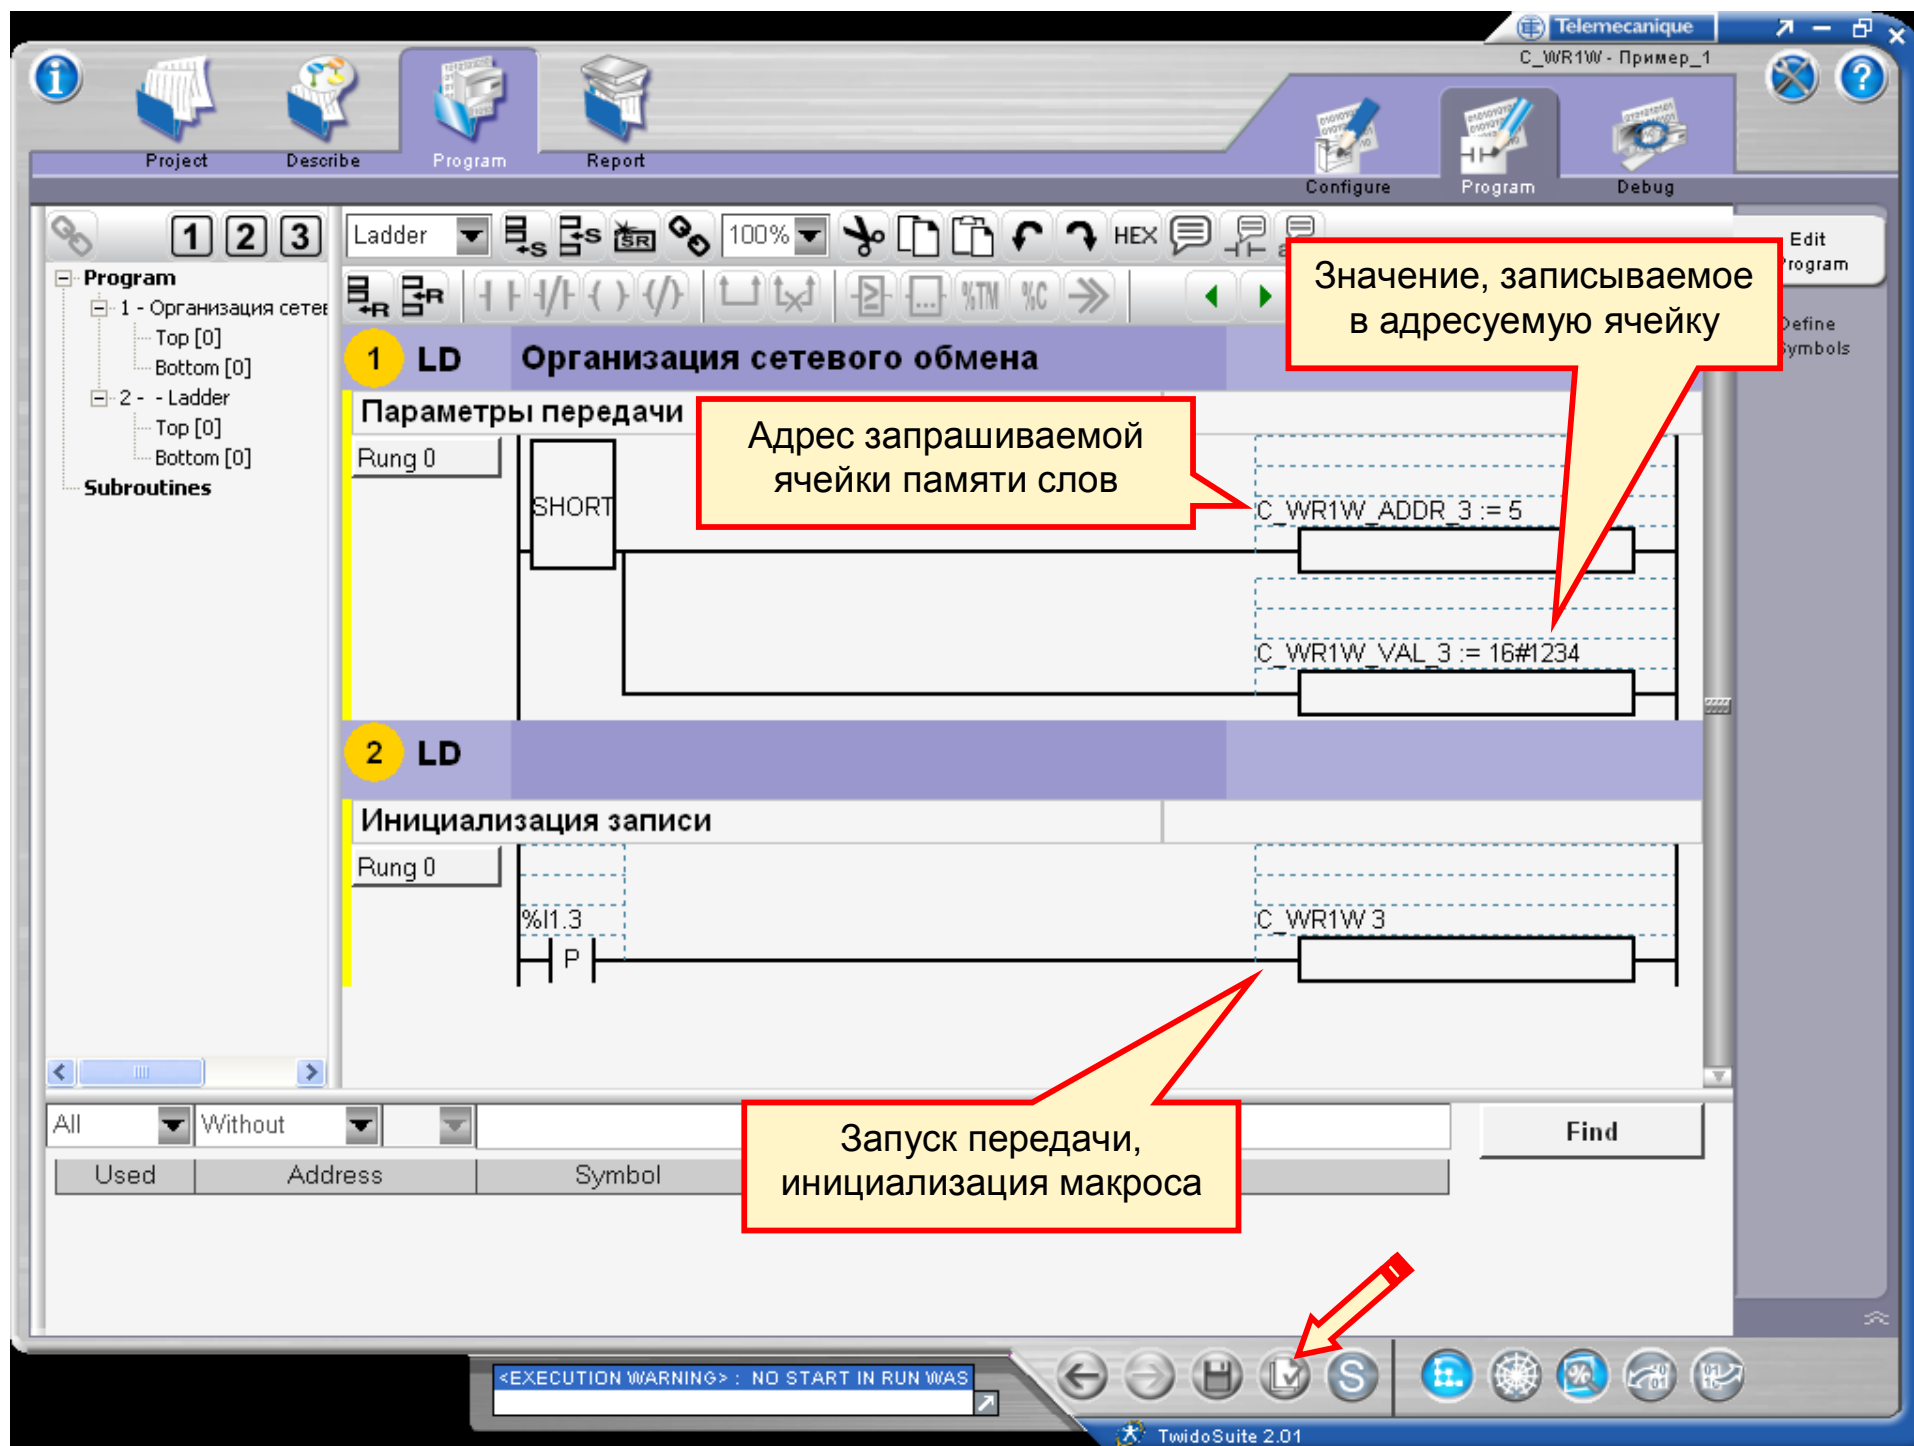 Telemecanique
C_WR1W - Пример_1
Project
Describe
Program
Report
Configure
Program
Debug
1 2 3
Ladder
100%
HEX
%TM
%C
Edit
Program
Define
Symbols
Program
1 - Организация сетев
Top [0]
Bottom [0]
2 - - Ladder
Top [0]
Bottom [0]
Subroutines
Значение, записываемое
в адресуемую ячейку
1 LD Организация сетевого обмена
Параметры передачи
Rung 0
SHORT
Адрес запрашиваемой
ячейки памяти слов
C_WR1W_ADDR_3 := 5
C_WR1W_VAL_3 := 16#1234
2 LD
Инициализация записи
Rung 0
%I1.3
P
C_WR1W 3
Запуск передачи,
инициализация макроса
All
Without
Find
Used
Address
Symbol
<EXECUTION WARNING> : NO START IN RUN WAS
S
TwidoSuite 2.01